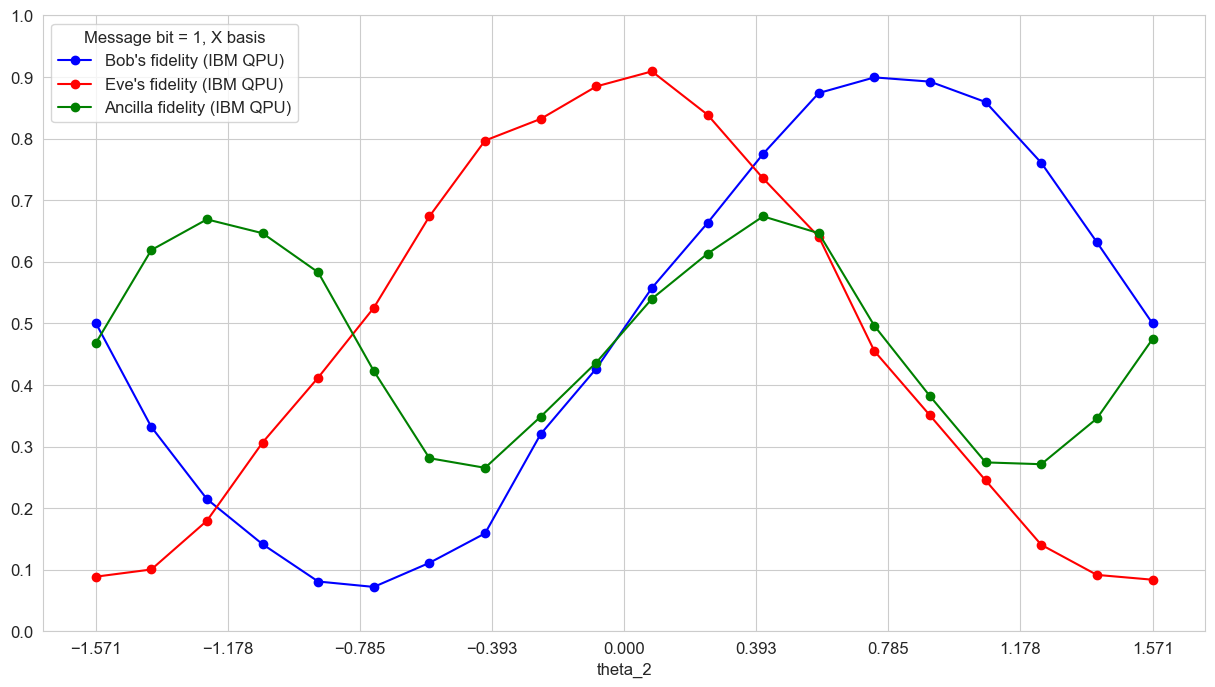 Message bit = 1, X basis
Bob's fidelity (IBM QPU)
Eve's fidelity (IBM QPU)
Ancilla fidelity (IBM QPU)
1.0
0.9
0.8
0.7
0.6
0.5
0.4
0.3
0.2
0.1
0.0
−1.571 −1.178 −0.785 −0.393 0.000 0.393 0.785 1.178 1.571
theta_2